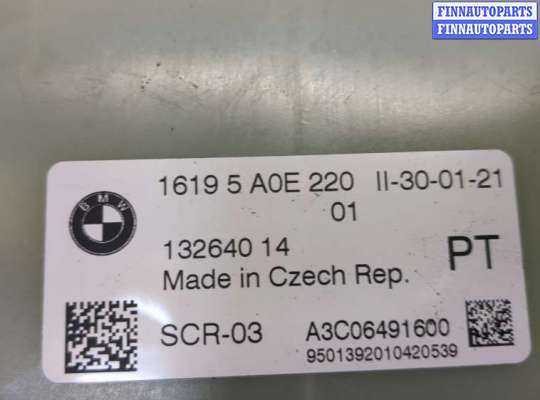 FINNAUTOPARTS
FINNAUTOPARTS
BMW
1619 5 A0E 220 II-30-01-21
01
132640 14
Made in Czech Rep.
PT
SCR-03 A3C06491600
9501392010420539